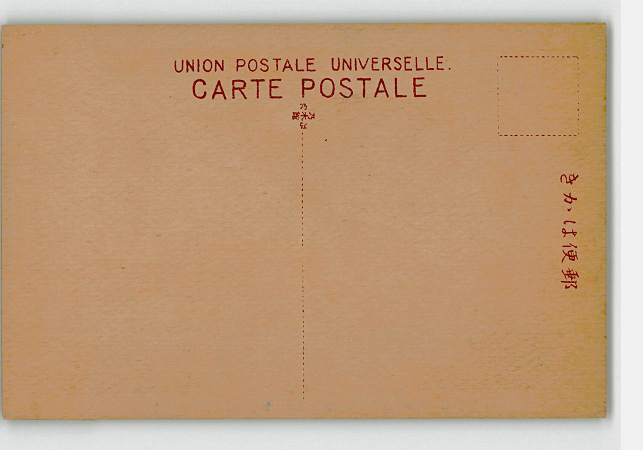 UNION POSTALE UNIVERSELLE.
CARTE POSTALE
きかは便郵